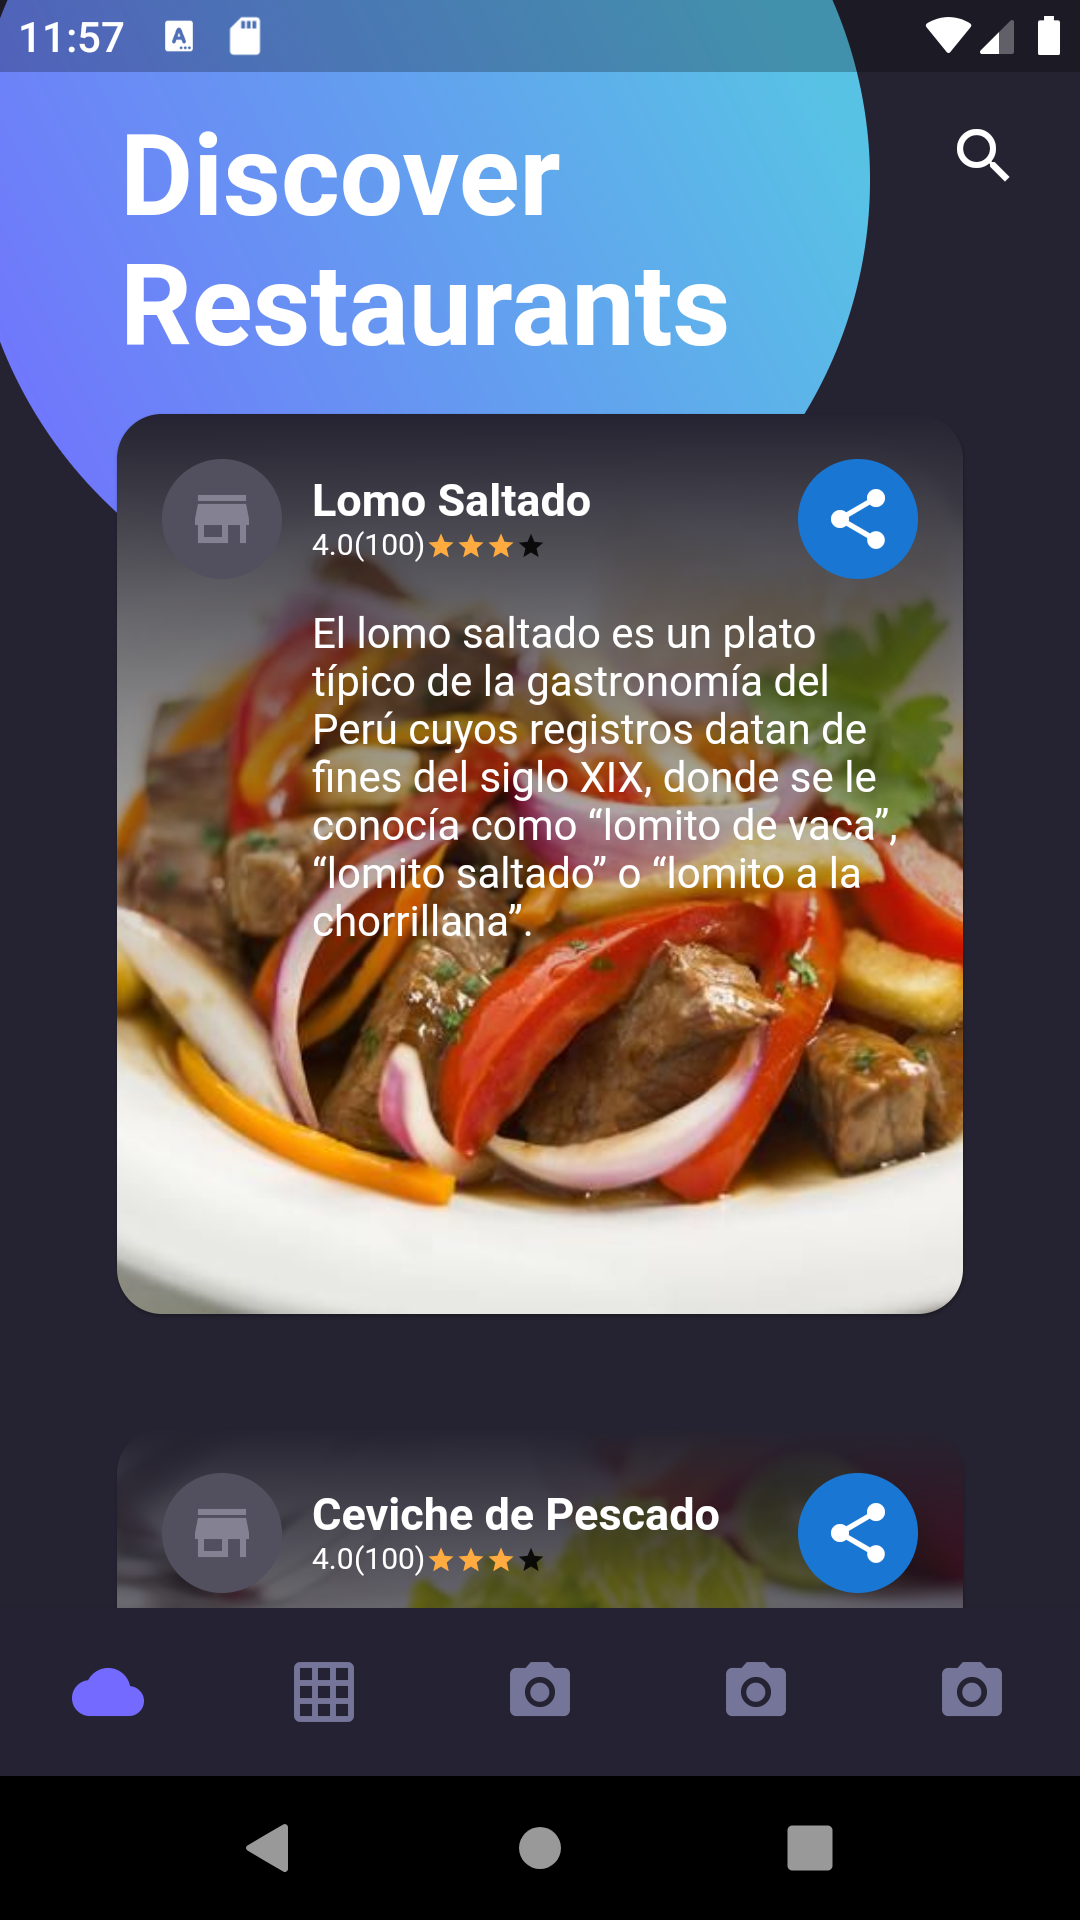 11:57
Discover
Restaurants
Lomo Saltado
4.0(100)
El lomo saltado es un plato
típico de la gastronomía del
Perú cuyos registros datan de
fines del siglo XIX, donde se le
conocía como “lomito de vaca”,
“lomito saltado” o “lomito a la
chorrillana”.
Ceviche de Pescado
4.0(100)